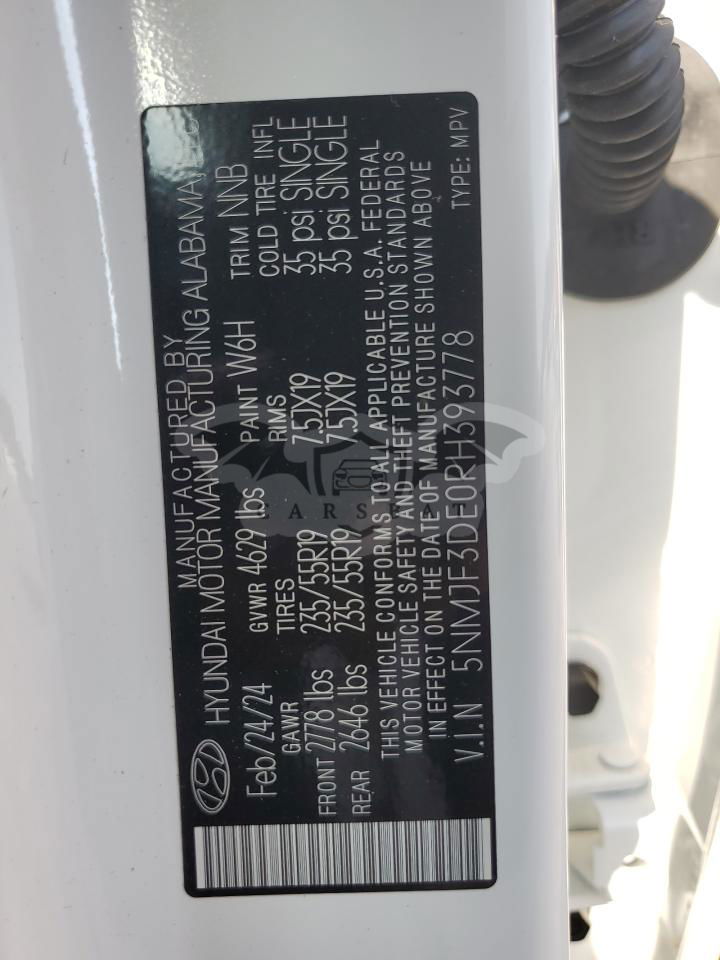 MANUFACTURED BY
HYUNDAI MOTOR MANUFACTURING ALABAMA, LLC
Feb/24/24 GVWR 4629 lbs PAINT W6H TRIM NNB
GAWR TIRES RIMS COLD TIRE INFL
FRONT 2778 lbs 235/55R19 7.5JX19 35 psi SINGLE
REAR 2646 lbs 235/55R19 7.5JX19 35 psi SINGLE
THIS VEHICLE CONFORMS TO ALL APPLICABLE U.S.A. FEDERAL
MOTOR VEHICLE SAFETY AND THEFT PREVENTION STANDARDS
IN EFFECT ON THE DATE OF MANUFACTURE SHOWN ABOVE
V.I.N 5NMJF3DE0RH393778 TYPE: MPV
CARSBAT